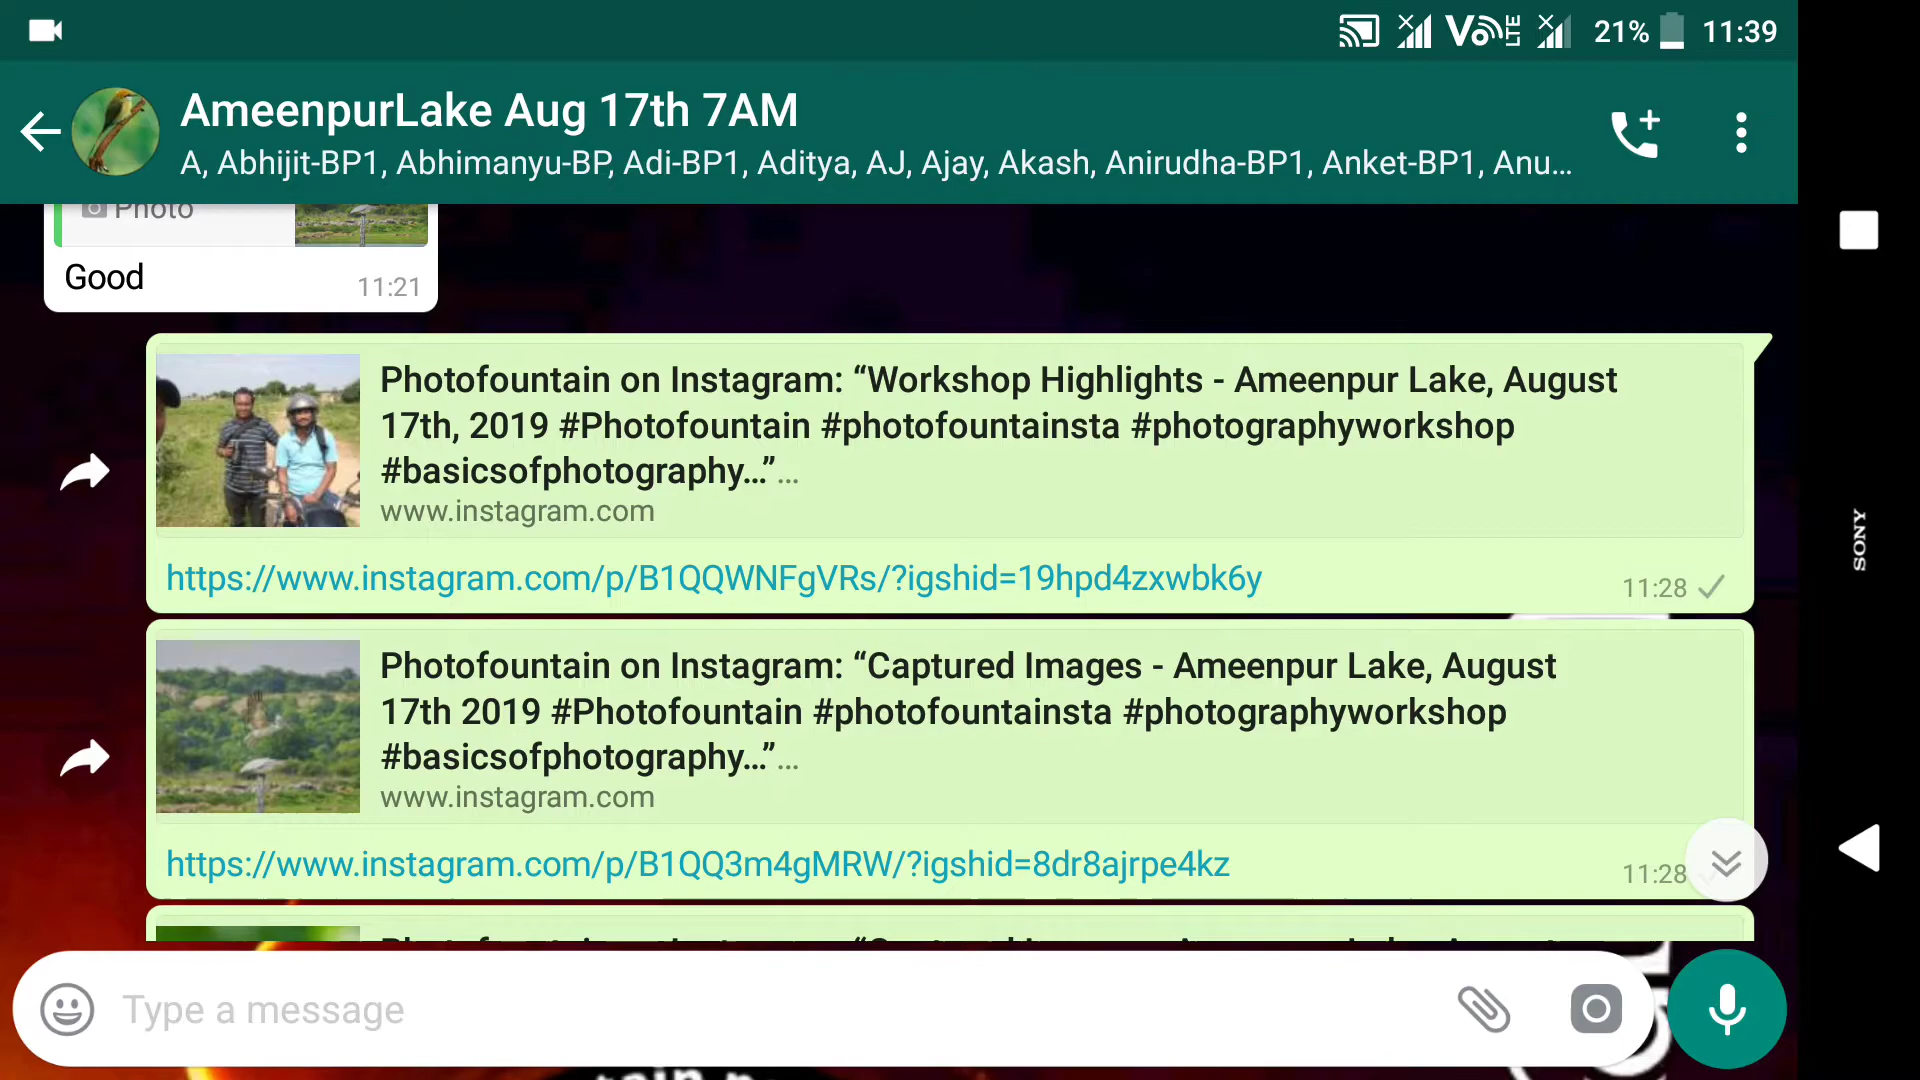 VoLTE 21% 11:39
AmeenpurLake Aug 17th 7AM
A, Abhijit-BP1, Abhimanyu-BP, Adi-BP1, Aditya, AJ, Ajay, Akash, Anirudha-BP1, Anket-BP1, Anu...
Photo
Good
11:21
Photofountain on Instagram: “Workshop Highlights - Ameenpur Lake, August
17th, 2019 #Photofountain #photofountainsta #photographyworkshop
#basicsofphotography...”...
www.instagram.com
https://www.instagram.com/p/B1QQWNFgVRs/?igshid=19hpd4zxwbk6y
11:28
Photofountain on Instagram: “Captured Images - Ameenpur Lake, August
17th 2019 #Photofountain #photofountainsta #photographyworkshop
#basicsofphotography...”...
www.instagram.com
https://www.instagram.com/p/B1QQ3m4gMRW/?igshid=8dr8ajrpe4kz
11:28
Type a message
SONY